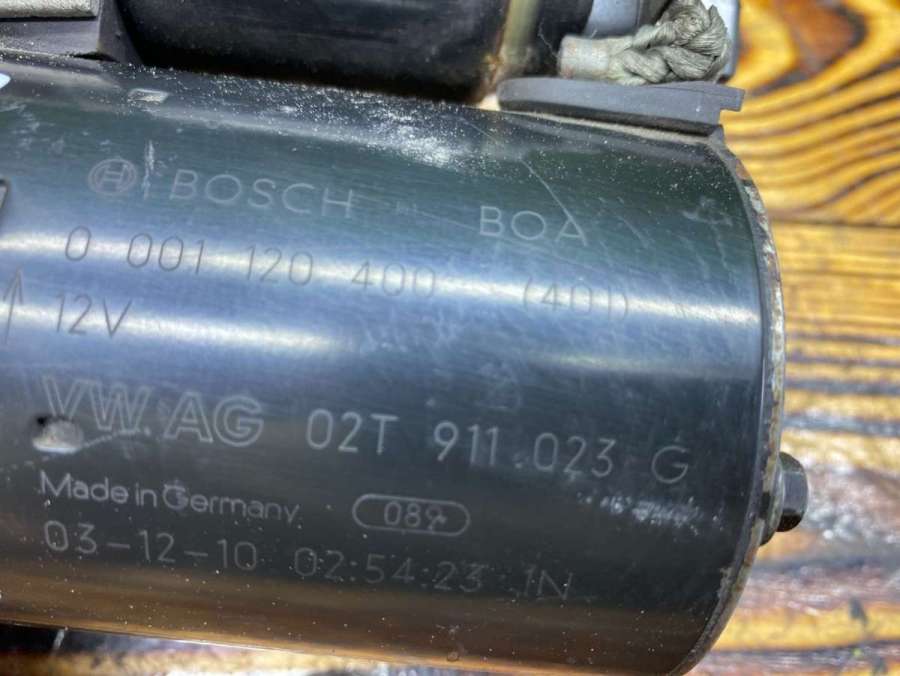 BOSCH BOA
0 001 120 400 (401)
12V
VW.AG 02T 911 023 G
Made in Germany 089
03-12-10 02:54:23 IN